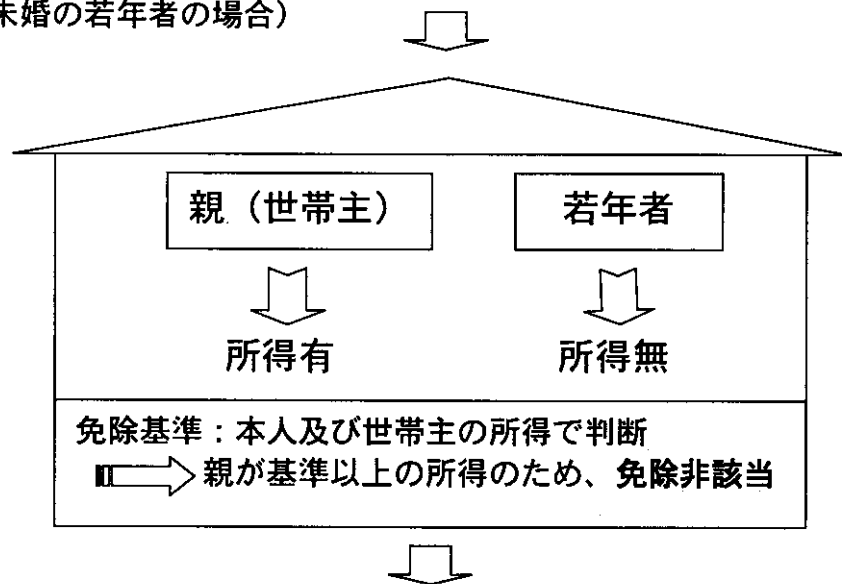 未婚の若年者の場合）
親（世帯主）
若年者
所得有
所得無
免除基準：本人及び世帯主の所得で判断
親が基準以上の所得のため、免除非該当